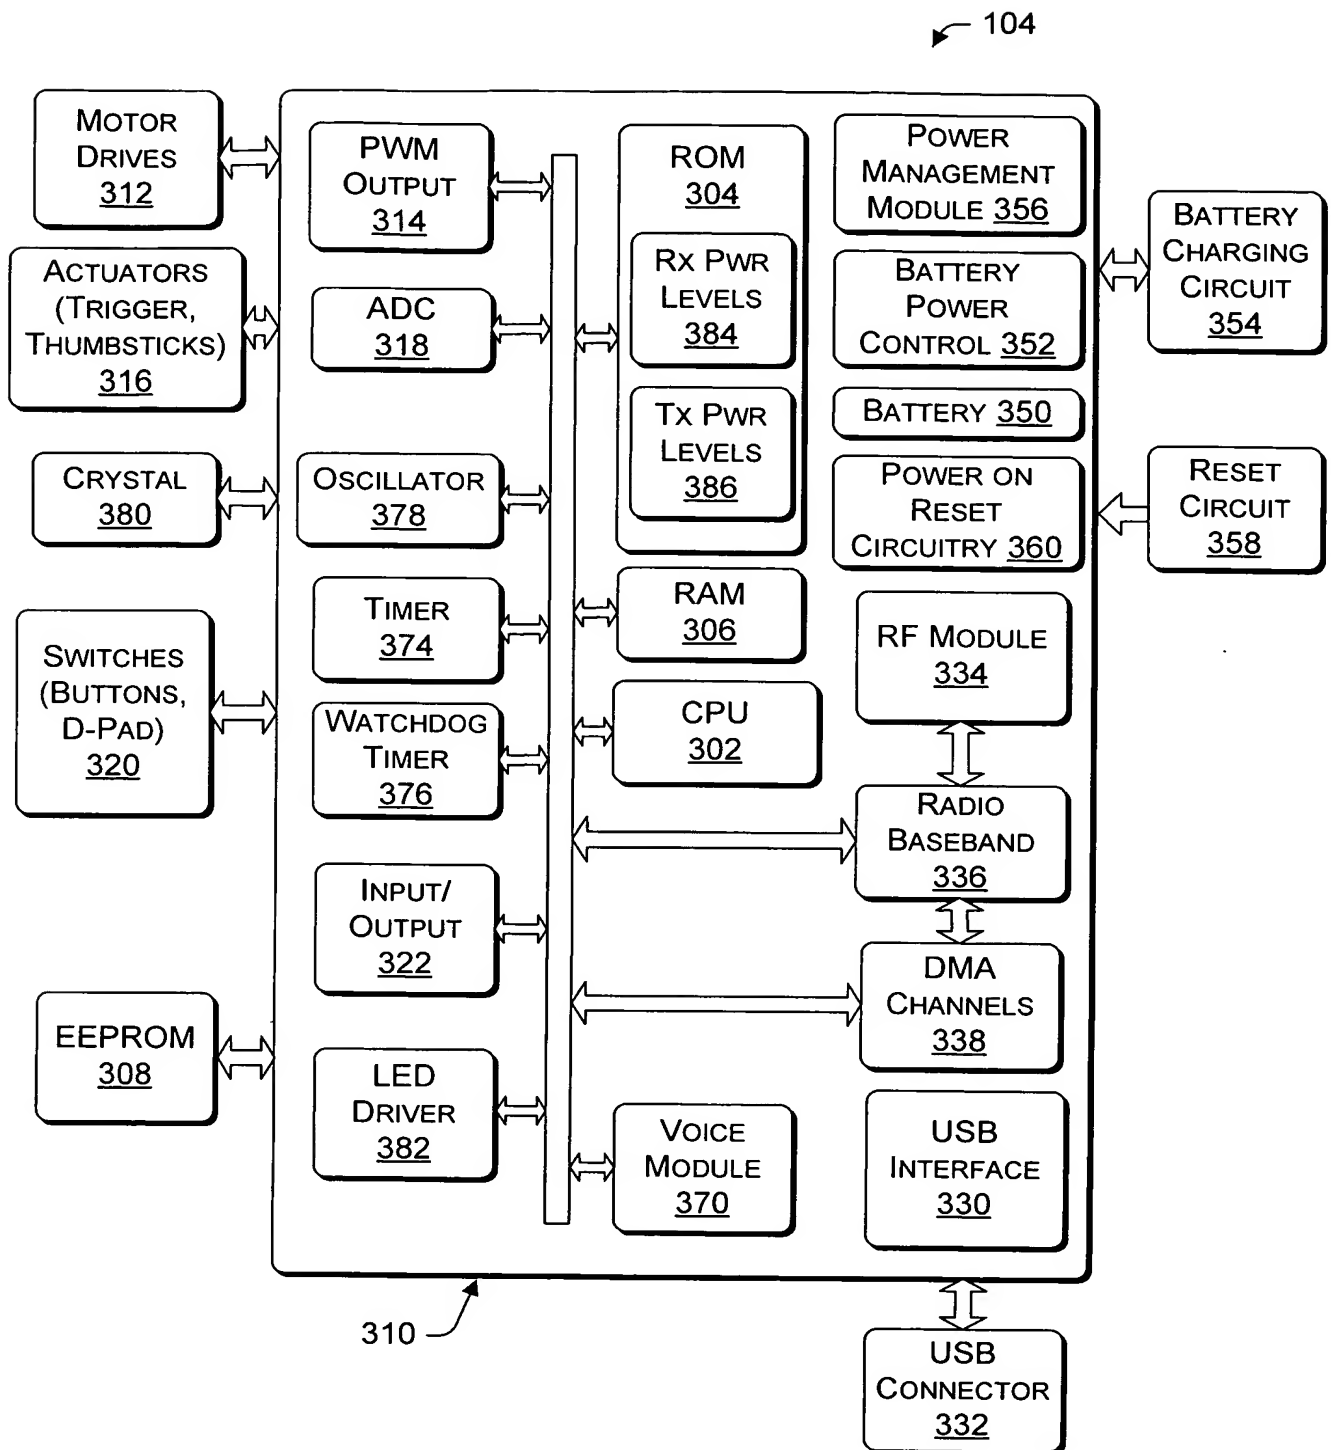 104
MOTOR
DRIVES
312
ACTUATORS
(TRIGGER,
THUMBSTICKS)
316
CRYSTAL
380
SWITCHES
(BUTTONS,
D-PAD)
320
EEPROM
308
PWM
OUTPUT
314
ADC
318
OSCILLATOR
378
TIMER
374
WATCHDOG
TIMER
376
INPUT/
OUTPUT
322
LED
DRIVER
382
ROM
304
RX PWR
LEVELS
384
TX PWR
LEVELS
386
RAM
306
CPU
302
VOICE
MODULE
370
POWER
MANAGEMENT
MODULE 356
BATTERY
POWER
CONTROL 352
BATTERY 350
POWER ON
RESET
CIRCUITRY 360
RF MODULE
334
RADIO
BASEBAND
336
DMA
CHANNELS
338
USB
INTERFACE
330
BATTERY
CHARGING
CIRCUIT
354
RESET
CIRCUIT
358
310
USB
CONNECTOR
332